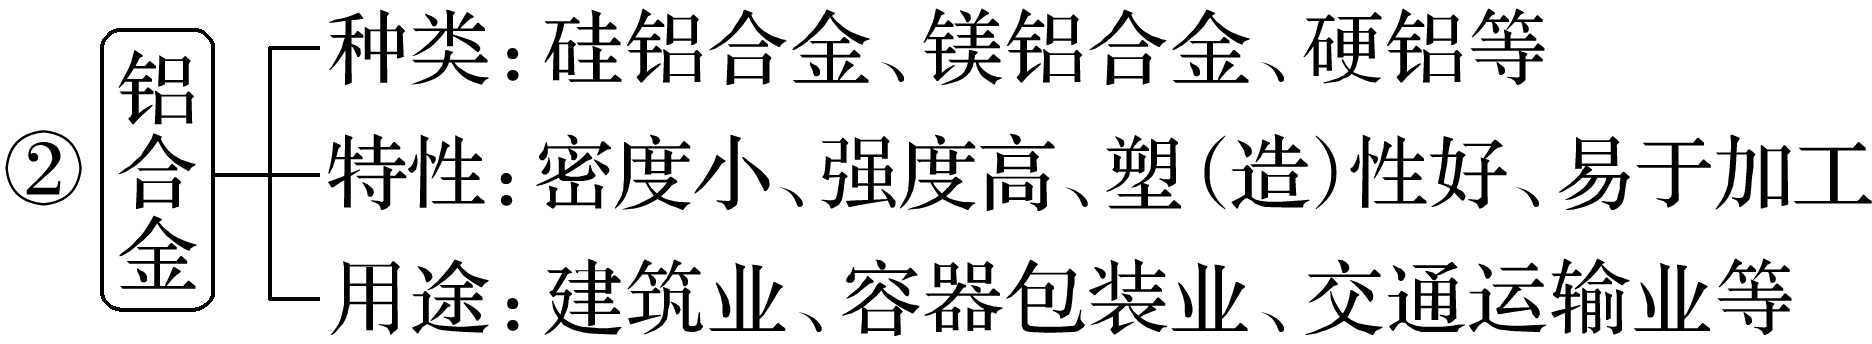 ②
铝合金
种类：硅铝合金、镁铝合金、硬铝等
特性：密度小、强度高、塑(造)性好、易于加工
用途：建筑业、容器包装业、交通运输业等